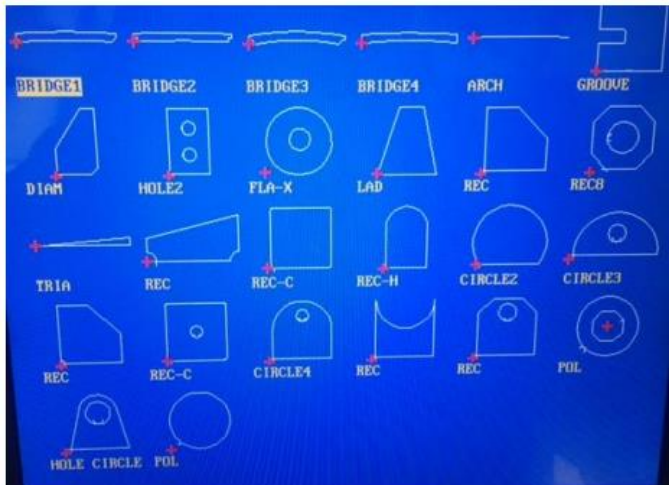 BRIDGE1 BRIDGE2 BRIDGE3 BRIDGE4 ARCH GROOVE
DIAM HOLE2 FLA-X LAD REC REC8
TRIA REC REC-C REC-H CIRCLE2 CIRCLE3
REC REC-C CIRCLE4 REC REC POL
HOLE CIRCLE POL